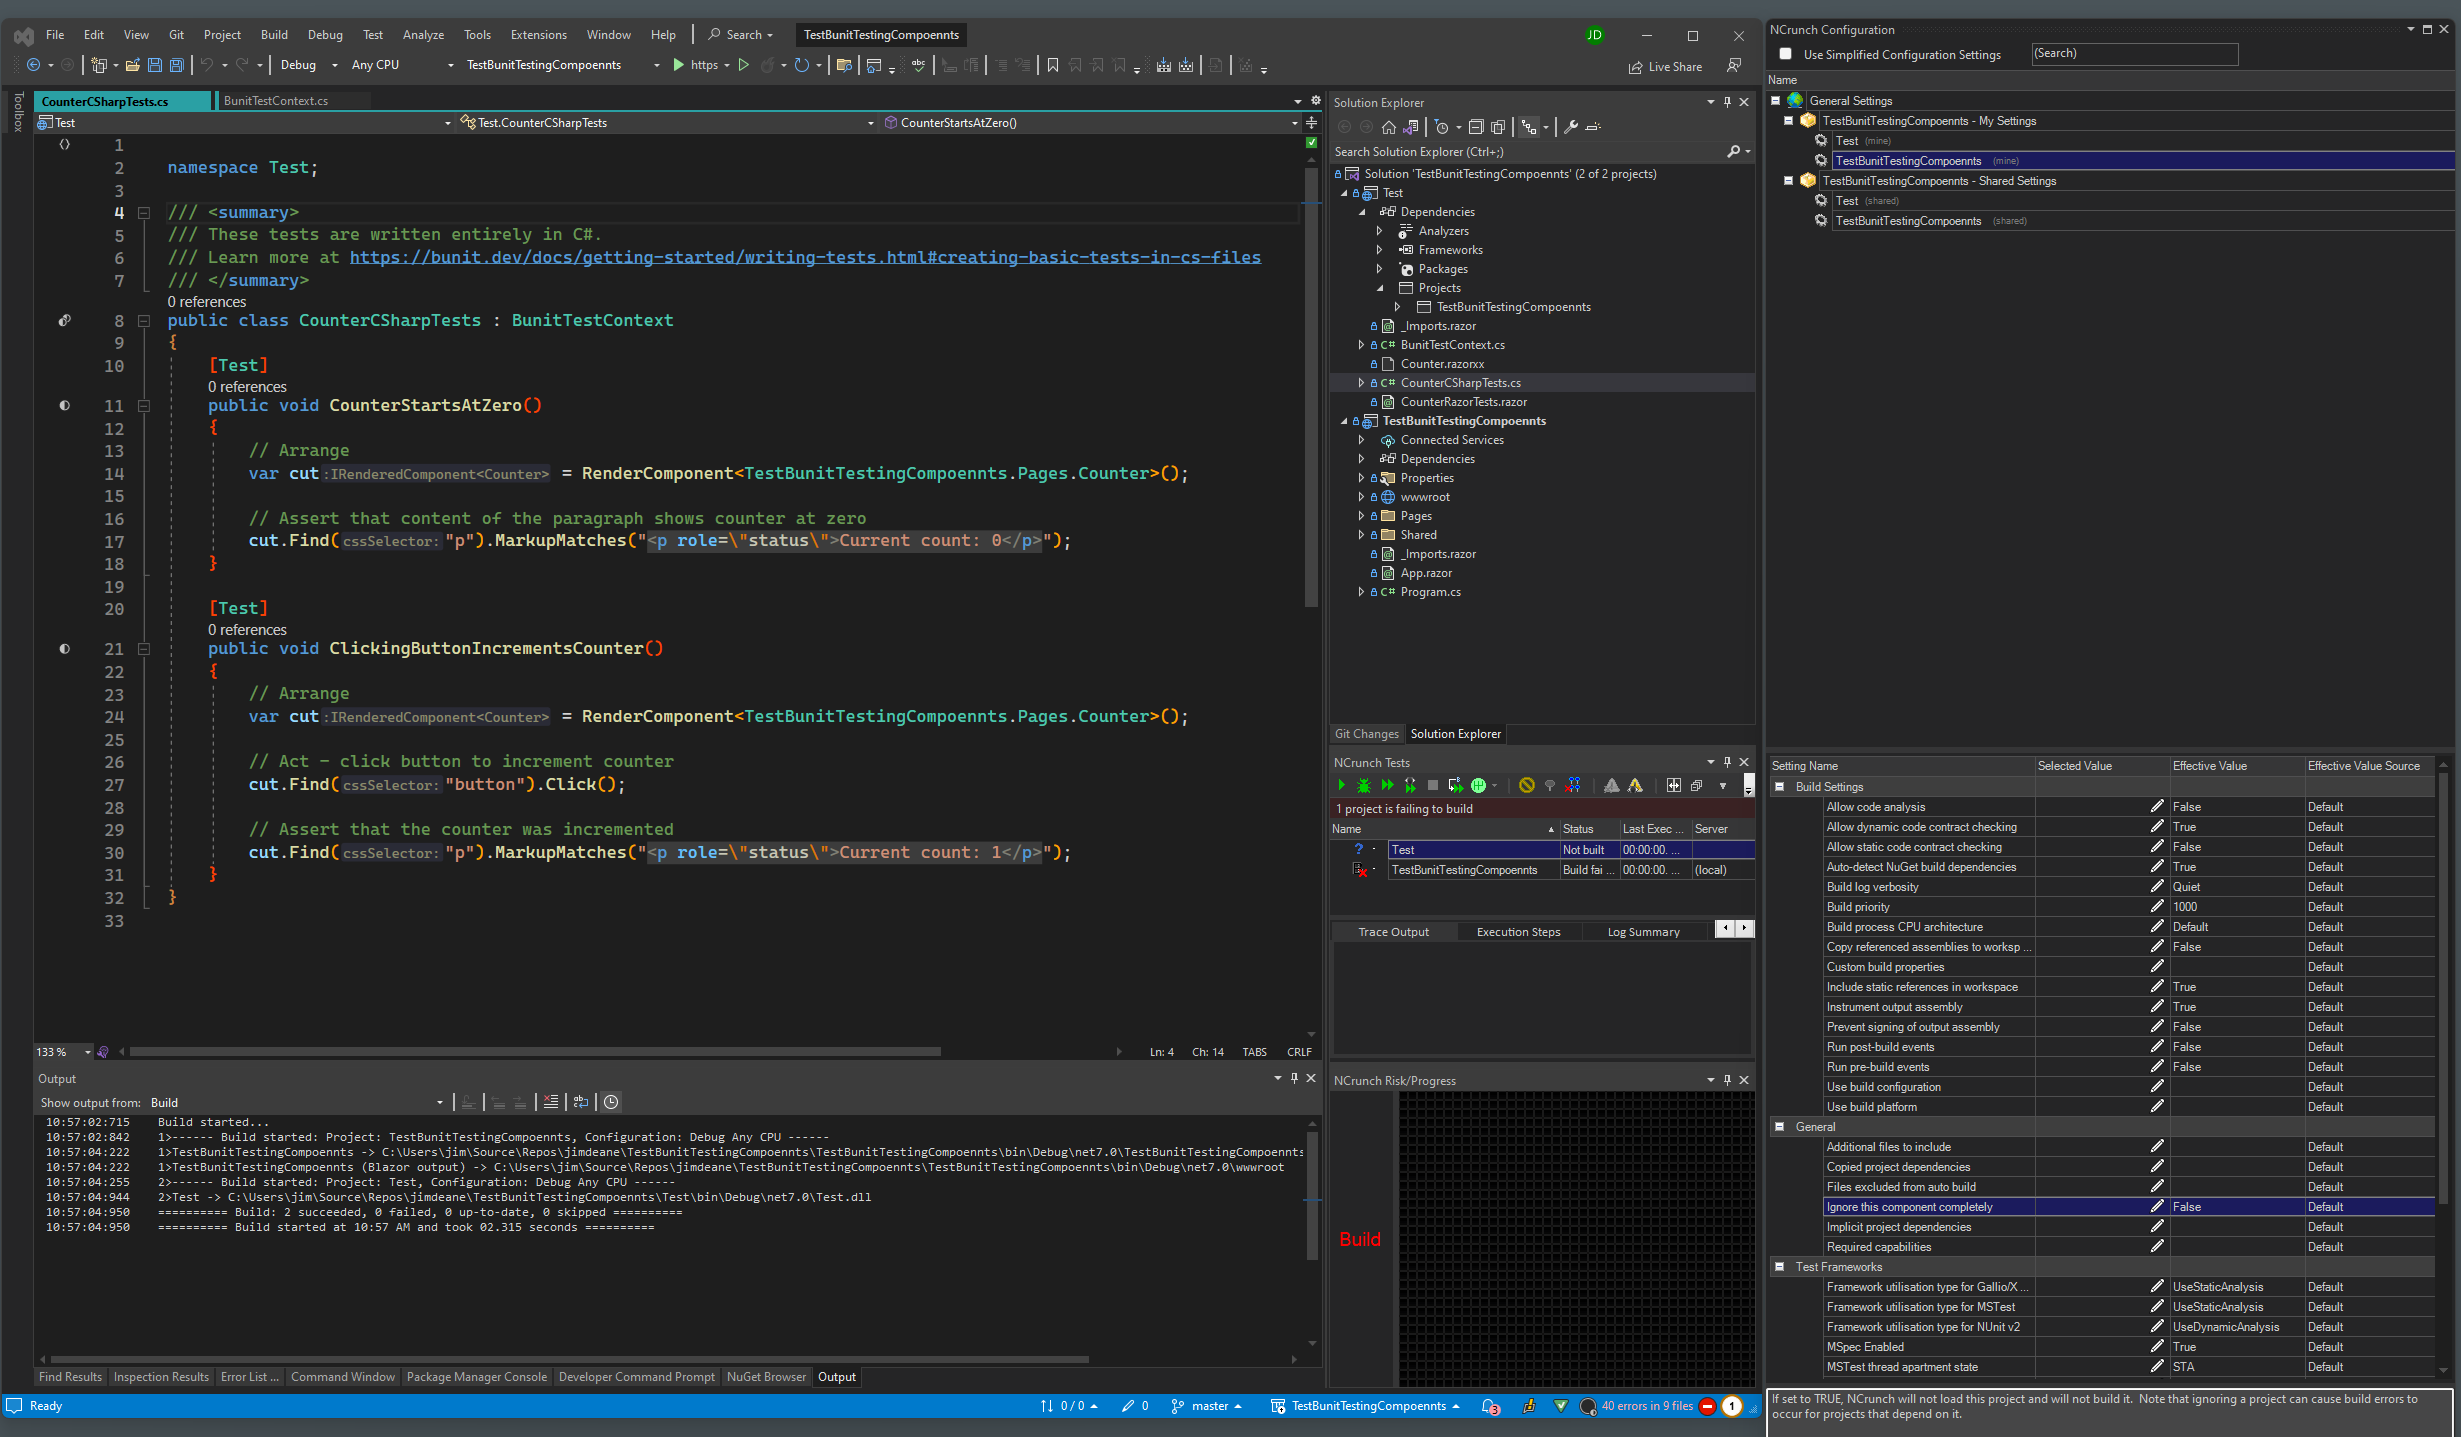 File Edit View Git Project Build Debug Test Analyze Tools Extensions Window Help Search TestBunitTestingCompoennts JD
Debug Any CPU TestBunitTestingCompoennts https Live Share
Toolbox
CounterCSharpTests.cs BunitTestContext.cs
Test Test.CounterCSharpTests CounterStartsAtZero()
1
2 namespace Test;
3
4 /// <summary>
5 /// These tests are written entirely in C#.
6 /// Learn more at https://bunit.dev/docs/getting-started/writing-tests.html#creating-basic-tests-in-cs-files
7 /// </summary>
0 references
8 public class CounterCSharpTests : BunitTestContext
9 {
10 [Test]
0 references
11 public void CounterStartsAtZero()
12 {
13 // Arrange
14 var cut:IRenderedComponent<Counter> = RenderComponent<TestBunitTestingCompoennts.Pages.Counter>();
15
16 // Assert that content of the paragraph shows counter at zero
17 cut.Find(cssSelector:"p").MarkupMatches("<p role=\"status\">Current count: 0</p>");
18 }
19
20 [Test]
0 references
21 public void ClickingButtonIncrementsCounter()
22 {
23 // Arrange
24 var cut:IRenderedComponent<Counter> = RenderComponent<TestBunitTestingCompoennts.Pages.Counter>();
25
26 // Act - click button to increment counter
27 cut.Find(cssSelector:"button").Click();
28
29 // Assert that the counter was incremented
30 cut.Find(cssSelector:"p").MarkupMatches("<p role=\"status\">Current count: 1</p>");
31 }
32 }
33
133 % Ln: 4 Ch: 14 TABS CRLF
Output
Show output from: Build
10:57:02:715 Build started...
10:57:02:842 1>------ Build started: Project: TestBunitTestingCompoennts, Configuration: Debug Any CPU ------
10:57:04:222 1>TestBunitTestingCompoennts -> C:\Users\jim\Source\Repos\jimdeane\TestBunitTestingCompoennts\TestBunitTestingCompoennts\bin\Debug\net7.0\TestBunitTestingCompoennts
10:57:04:222 1>TestBunitTestingCompoennts (Blazor output) -> C:\Users\jim\Source\Repos\jimdeane\TestBunitTestingCompoennts\TestBunitTestingCompoennts\bin\Debug\net7.0\wwwroot
10:57:04:255 2>------ Build started: Project: Test, Configuration: Debug Any CPU ------
10:57:04:944 2>Test -> C:\Users\jim\Source\Repos\jimdeane\TestBunitTestingCompoennts\Test\bin\Debug\net7.0\Test.dll
10:57:04:950 ========== Build: 2 succeeded, 0 failed, 0 up-to-date, 0 skipped ==========
10:57:04:950 ========== Build started at 10:57 AM and took 02.315 seconds ==========
Find Results Inspection Results Error List ... Command Window Package Manager Console Developer Command Prompt NuGet Browser Output
Ready 0 / 0 0 master TestBunitTestingCompoennts 3 40 errors in 9 files 1
Solution Explorer
Search Solution Explorer (Ctrl+;)
Solution 'TestBunitTestingCompoennts' (2 of 2 projects)
Test
Dependencies
Analyzers
Frameworks
Packages
Projects
TestBunitTestingCompoennts
_Imports.razor
C# BunitTestContext.cs
Counter.razorxx
C# CounterCSharpTests.cs
CounterRazorTests.razor
TestBunitTestingCompoennts
Connected Services
Dependencies
Properties
wwwroot
Pages
Shared
_Imports.razor
App.razor
C# Program.cs
Git Changes Solution Explorer
NCrunch Tests
1 project is failing to build
Name Status Last Exec ... Server
? Test Not built 00:00:00. ...
TestBunitTestingCompoennts Build fai ... 00:00:00. ... (local)
Trace Output Execution Steps Log Summary
NCrunch Risk/Progress
Build
NCrunch Configuration
Use Simplified Configuration Settings (Search)
Name
General Settings
TestBunitTestingCompoennts - My Settings
Test (mine)
TestBunitTestingCompoennts (mine)
TestBunitTestingCompoennts - Shared Settings
Test (shared)
TestBunitTestingCompoennts (shared)
Setting Name Selected Value Effective Value Effective Value Source
Build Settings
Allow code analysis False Default
Allow dynamic code contract checking True Default
Allow static code contract checking False Default
Auto-detect NuGet build dependencies True Default
Build log verbosity Quiet Default
Build priority 1000 Default
Build process CPU architecture Default Default
Copy referenced assemblies to worksp ... False Default
Custom build properties Default
Include static references in workspace True Default
Instrument output assembly True Default
Prevent signing of output assembly False Default
Run post-build events False Default
Run pre-build events False Default
Use build configuration Default
Use build platform Default
General
Additional files to include Default
Copied project dependencies Default
Files excluded from auto build Default
Ignore this component completely False Default
Implicit project dependencies Default
Required capabilities Default
Test Frameworks
Framework utilisation type for Gallio/X ... UseStaticAnalysis Default
Framework utilisation type for MSTest UseStaticAnalysis Default
Framework utilisation type for NUnit v2 UseDynamicAnalysis Default
MSpec Enabled True Default
MSTest thread apartment state STA Default
If set to TRUE, NCrunch will not load this project and will not build it. Note that ignoring a project can cause build errors to
occur for projects that depend on it.